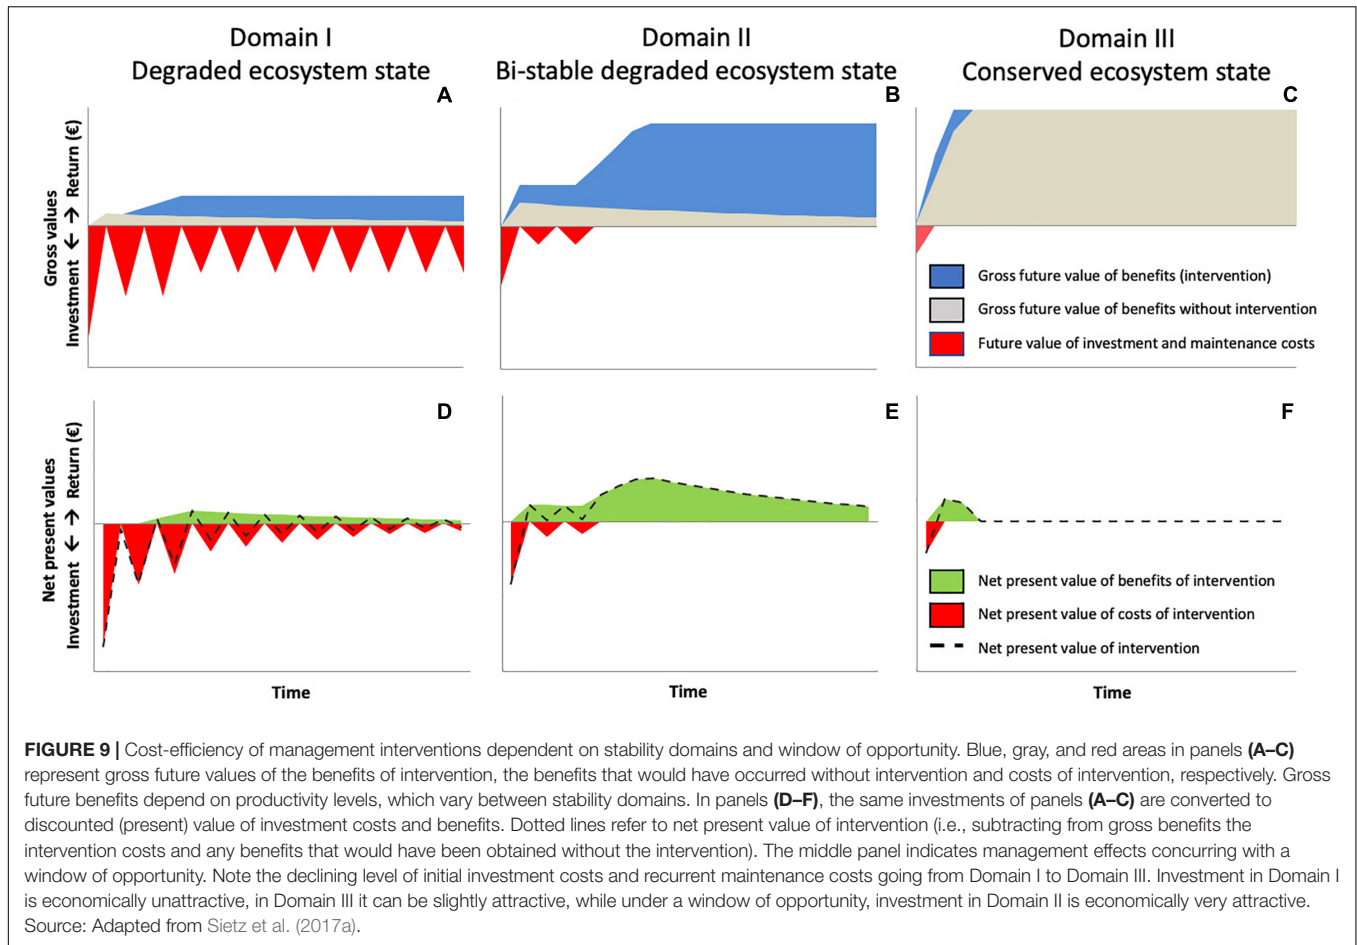 Domain I
Degraded ecosystem state
Domain II
Bi-stable degraded ecosystem state
Domain III
Conserved ecosystem state
A
B
C
Gross values
Investment ← → Return (€)
Gross future value of benefits (intervention)
Gross future value of benefits without intervention
Future value of investment and maintenance costs
D
E
F
Net present values
Investment ← → Return (€)
Net present value of benefits of intervention
Net present value of costs of intervention
Net present value of intervention
Time
Time
Time
FIGURE 9 | Cost-efficiency of management interventions dependent on stability domains and window of opportunity. Blue, gray, and red areas in panels (A–C)
represent gross future values of the benefits of intervention, the benefits that would have occurred without intervention and costs of intervention, respectively. Gross
future benefits depend on productivity levels, which vary between stability domains. In panels (D–F), the same investments of panels (A–C) are converted to
discounted (present) value of investment costs and benefits. Dotted lines refer to net present value of intervention (i.e., subtracting from gross benefits the
intervention costs and any benefits that would have been obtained without the intervention). The middle panel indicates management effects concurring with a
window of opportunity. Note the declining level of initial investment costs and recurrent maintenance costs going from Domain I to Domain III. Investment in Domain I
is economically unattractive, in Domain III it can be slightly attractive, while under a window of opportunity, investment in Domain II is economically very attractive.
Source: Adapted from Sietz et al. (2017a).